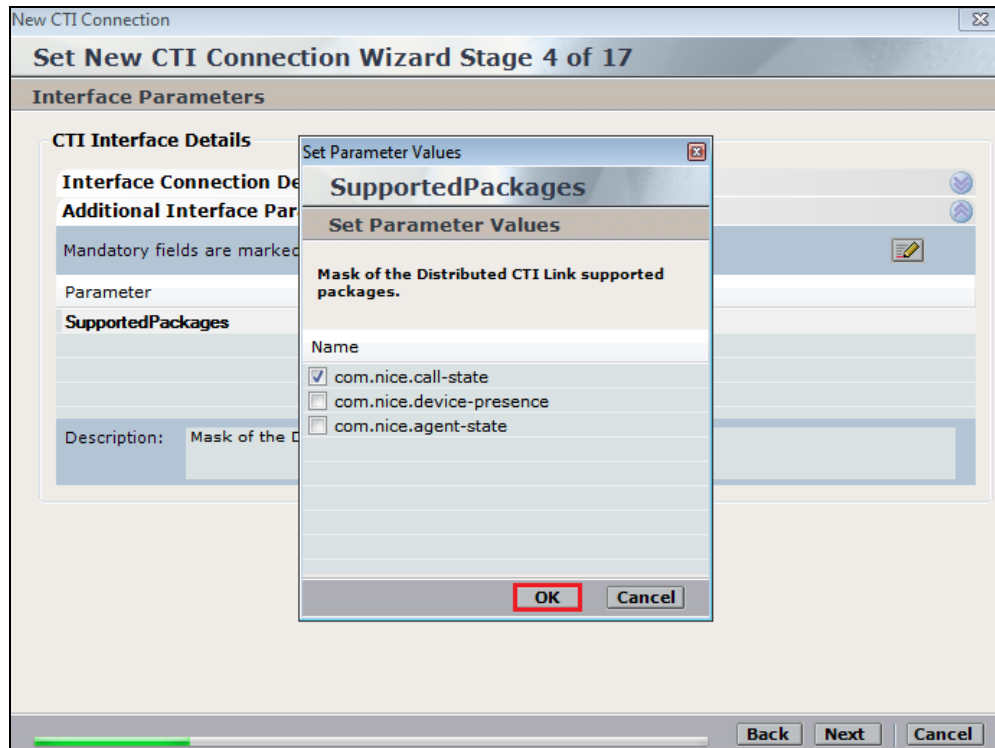 New CTI Connection
Set New CTI Connection Wizard Stage 4 of 17
Interface Parameters
CTI Interface Details
Interface Connection De
Additional Interface Par
Mandatory fields are marked
Parameter
SupportedPackages
Description: Mask of the D
Set Parameter Values
SupportedPackages
Set Parameter Values
Mask of the Distributed CTI Link supported
packages.
Name
com.nice.call-state
com.nice.device-presence
com.nice.agent-state
OK Cancel
Back Next Cancel